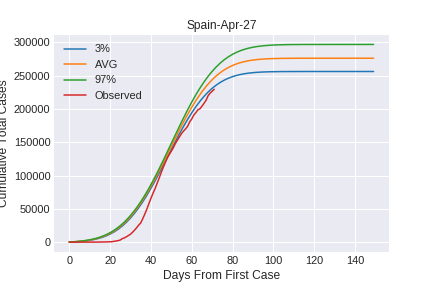 Spain-Apr-27
3%
AVG
97%
Observed
300000
250000
200000
150000
100000
50000
0
Cumulative Total Cases
0 20 40 60 80 100 120 140
Days From First Case